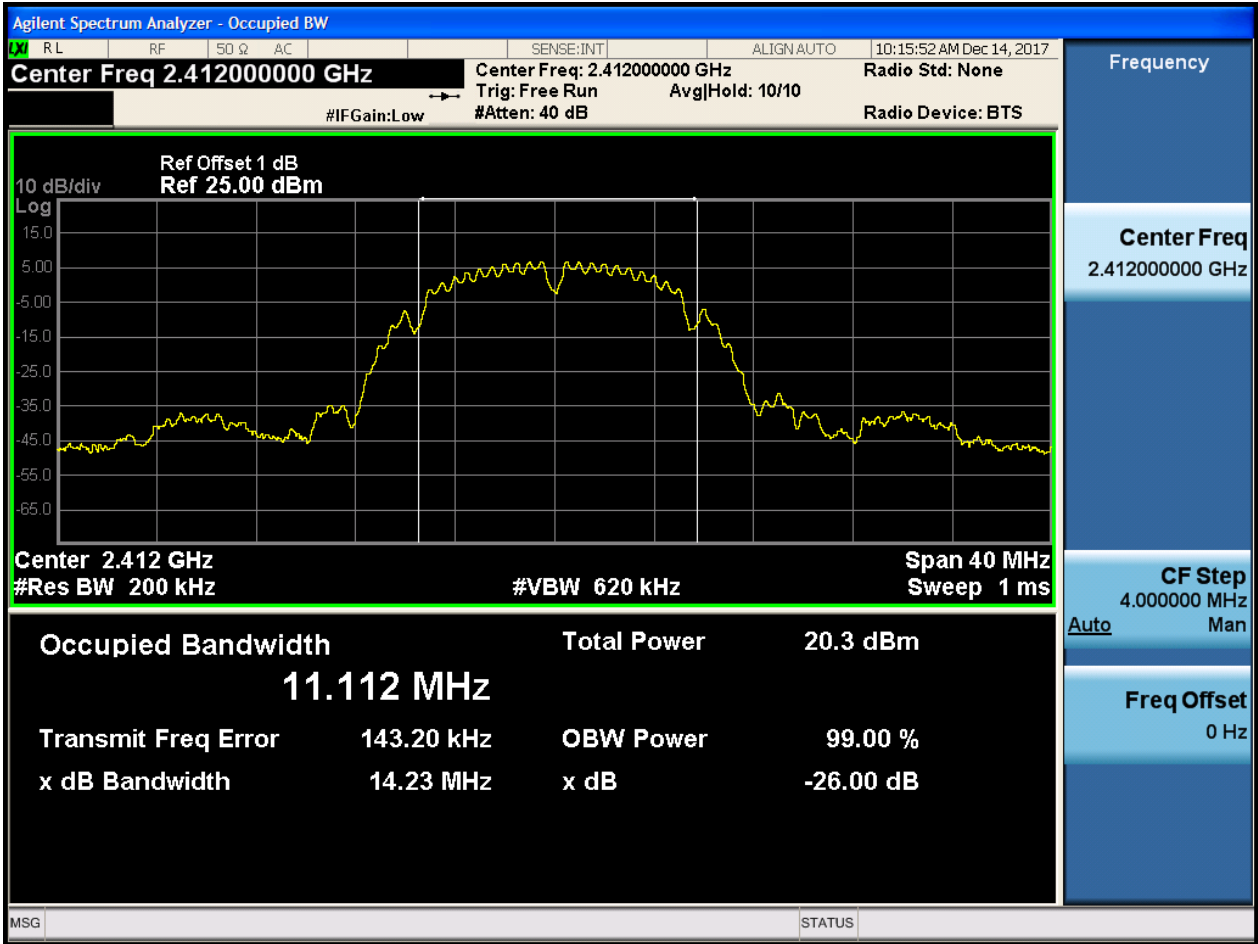 Agilent Spectrum Analyzer - Occupied BW
LXI RL RF 50 Ω AC SENSE:INT ALIGN AUTO 10:15:52 AM Dec 14, 2017
Center Freq 2.412000000 GHz
Center Freq: 2.412000000 GHz Radio Std: None
Trig: Free Run Avg|Hold: 10/10
#IFGain:Low #Atten: 40 dB Radio Device: BTS
Ref Offset 1 dB
10 dB/div Ref 25.00 dBm
Log
15.0
5.00
-5.00
-15.0
-25.0
-35.0
-45.0
-55.0
-65.0
Center 2.412 GHz Span 40 MHz
#Res BW 200 kHz #VBW 620 kHz Sweep 1 ms
Occupied Bandwidth Total Power 20.3 dBm
11.112 MHz
Transmit Freq Error 143.20 kHz OBW Power 99.00 %
x dB Bandwidth 14.23 MHz x dB -26.00 dB
Frequency
Center Freq
2.412000000 GHz
CF Step
4.000000 MHz
Auto Man
Freq Offset
0 Hz
MSG STATUS